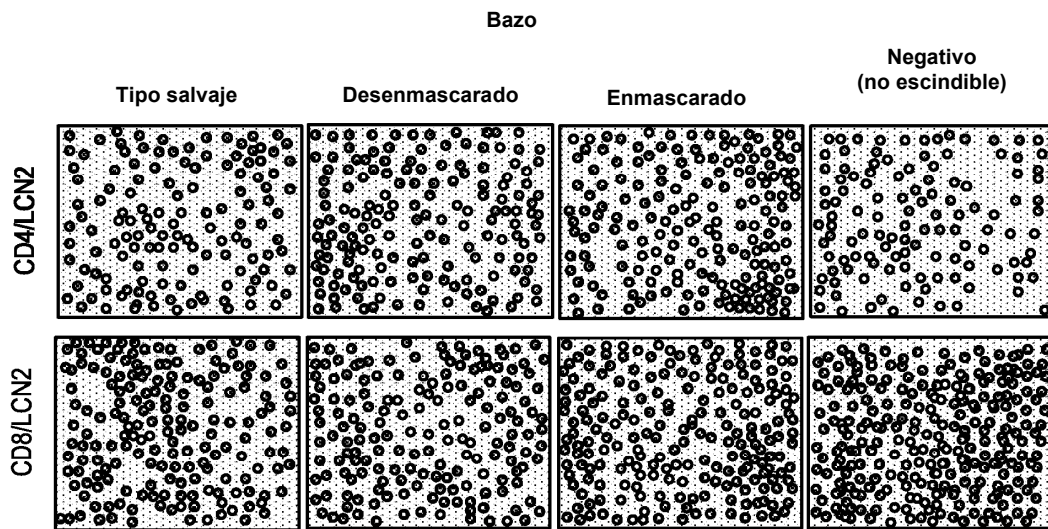 Bazo
Tipo salvaje
Desenmascarado
Enmascarado
Negativo
(no escindible)
CD4/LCN2
CD8/LCN2